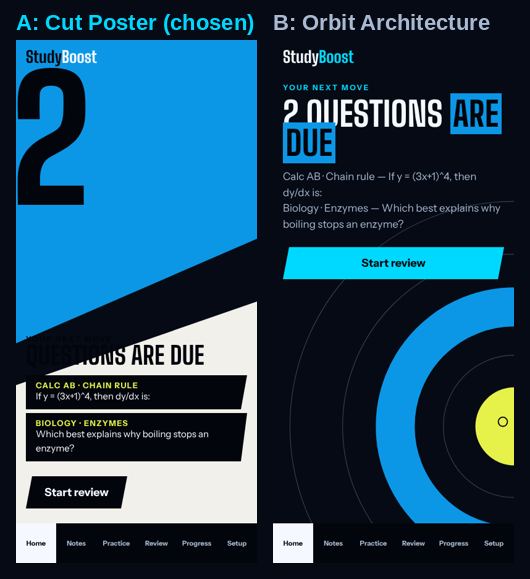 A: Cut Poster (chosen)
StudyBoost
2
YOUR NEXT MOVE
QUESTIONS ARE DUE
CALC AB · CHAIN RULE
If y = (3x+1)^4, then dy/dx is:
BIOLOGY · ENZYMES
Which best explains why boiling stops an
enzyme?
Start review
Home Notes Practice Review Progress Setup
B: Orbit Architecture
StudyBoost
YOUR NEXT MOVE
2 QUESTIONS ARE
DUE
Calc AB · Chain rule — If y = (3x+1)^4, then
dy/dx is:
Biology · Enzymes — Which best explains why
boiling stops an enzyme?
Start review
Home Notes Practice Review Progress Setup